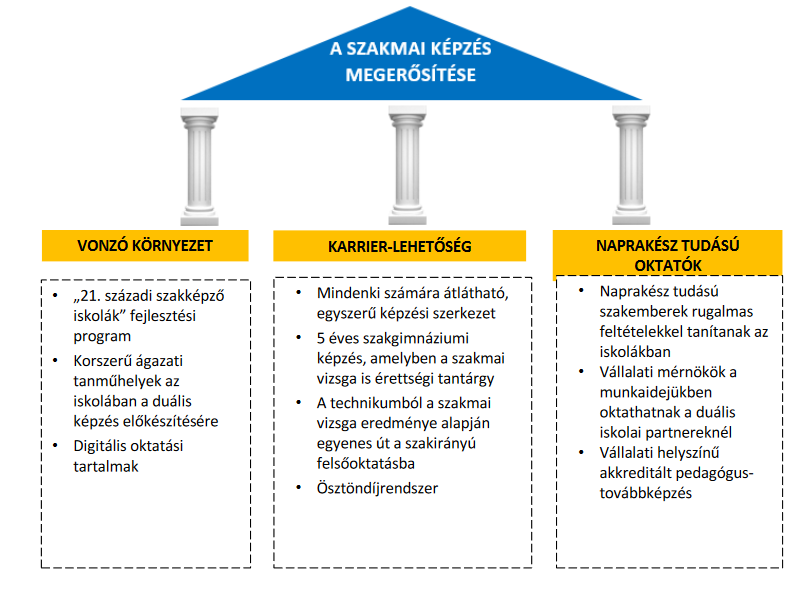 A SZAKMAI KÉPZÉS
MEGERŐSÍTÉSE
VONZÓ KÖRNYEZET
• „21. századi szakképző
iskolák” fejlesztési
program
• Korszerű ágazati
tanműhelyek az
iskolában a duális
képzés előkészítésére
• Digitális oktatási
tartalmak
KARRIER-LEHETŐSÉG
• Mindenki számára átlátható,
egyszerű képzési szerkezet
• 5 éves szakgimnáziumi
képzés, amelyben a szakmai
vizsga is érettségi tantárgy
• A technikumból a szakmai
vizsga eredménye alapján
egyenes út a szakirányú
felsőoktatásba
• Ösztöndíjrendszer
NAPRAKÉSZ TUDÁSÚ
OKTATÓK
• Naprakész tudású
szakemberek rugalmas
feltételekkel tanítanak az
iskolákban
• Vállalati mérnökök a
munkaidejükben
oktathatnak a duális
iskolai partnereknél
• Vállalati helyszínű
akkreditált pedagógus-
továbbképzés